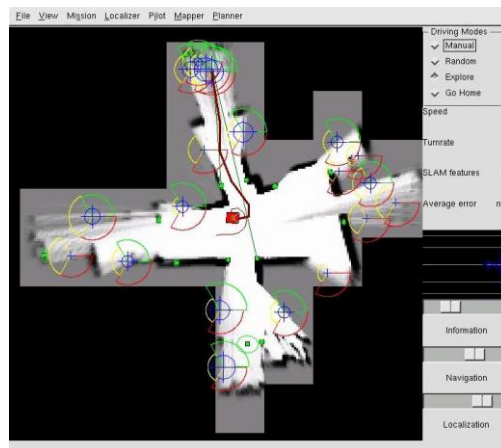 File View Mission Localizer Pilot Mapper Planner
Driving Modes
Manual
Random
Explore
Go Home
Speed
Turnrate
SLAM features
Average error n
Information
Navigation
Localization